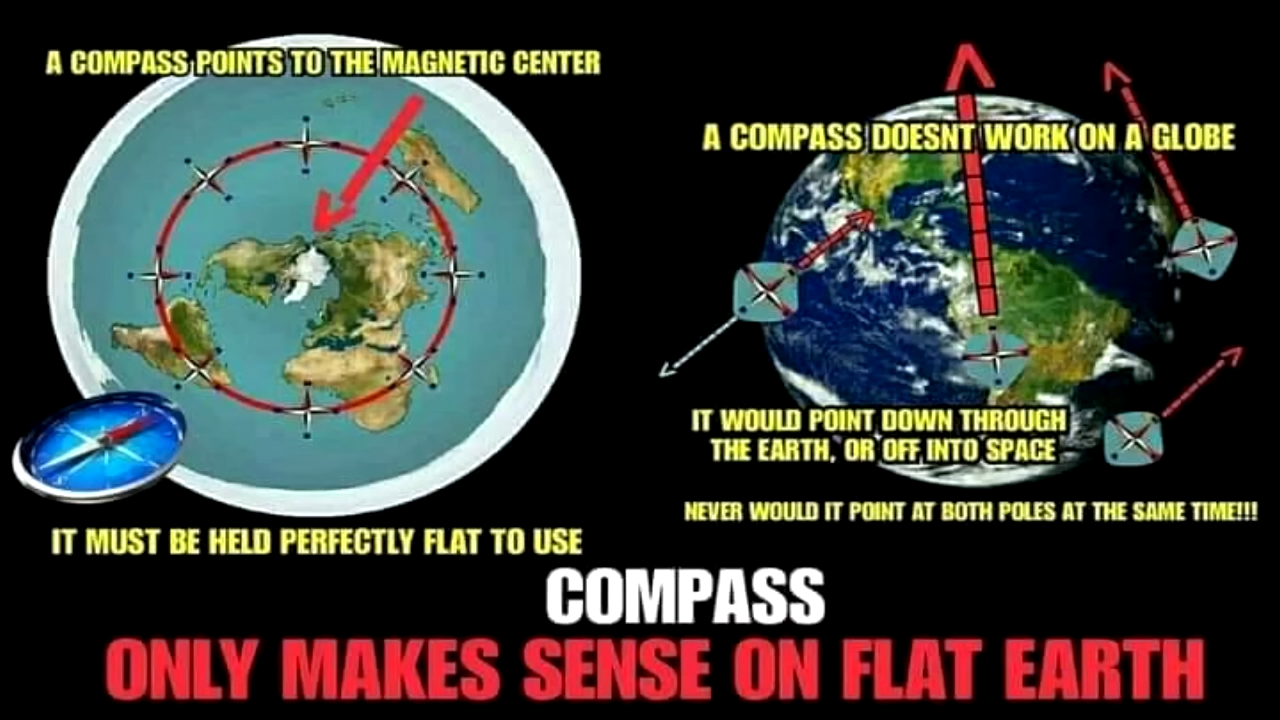 A COMPASS POINTS TO THE MAGNETIC CENTER
A COMPASS DOESNT WORK ON A GLOBE
IT WOULD POINT DOWN THROUGH
THE EARTH, OR OFF INTO SPACE
NEVER WOULD IT POINT AT BOTH POLES AT THE SAME TIME!!!
IT MUST BE HELD PERFECTLY FLAT TO USE
COMPASS
ONLY MAKES SENSE ON FLAT EARTH